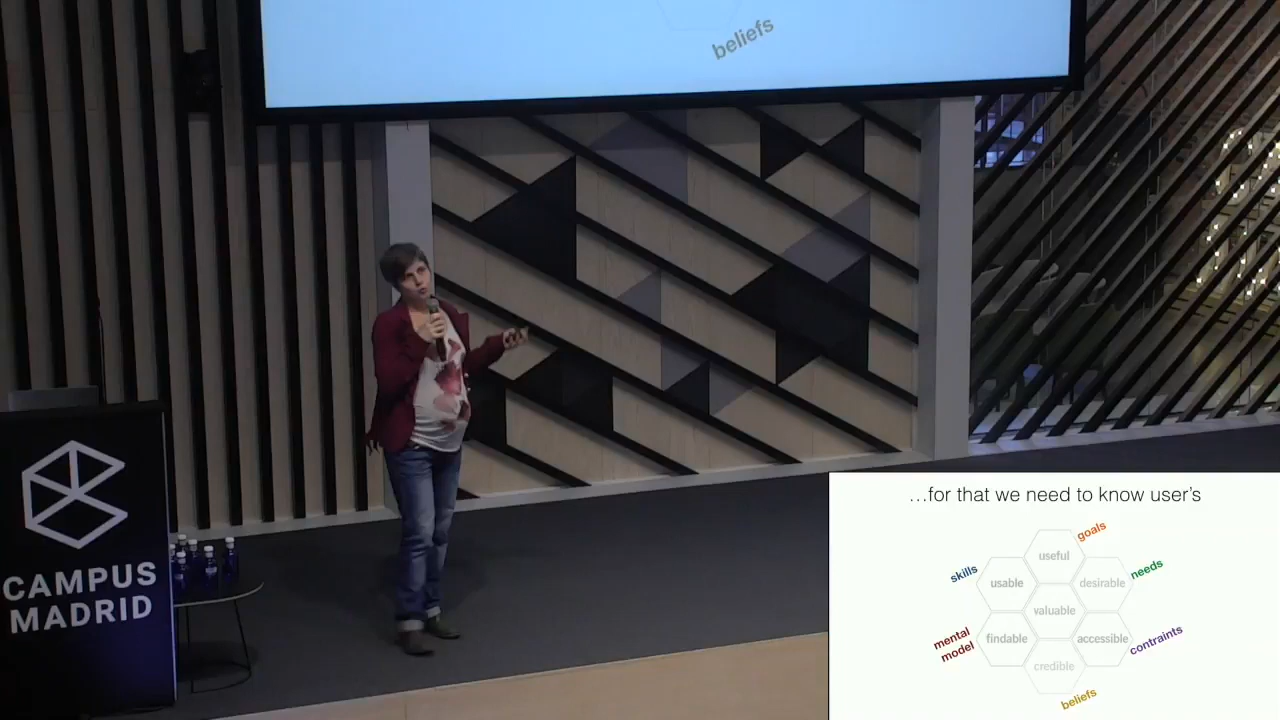 beliefs
CAMPUS
MADRID
…for that we need to know user's
goals
useful
skills
usable
desirable
needs
valuable
mental
model
findable
accessible
contraints
credible
beliefs